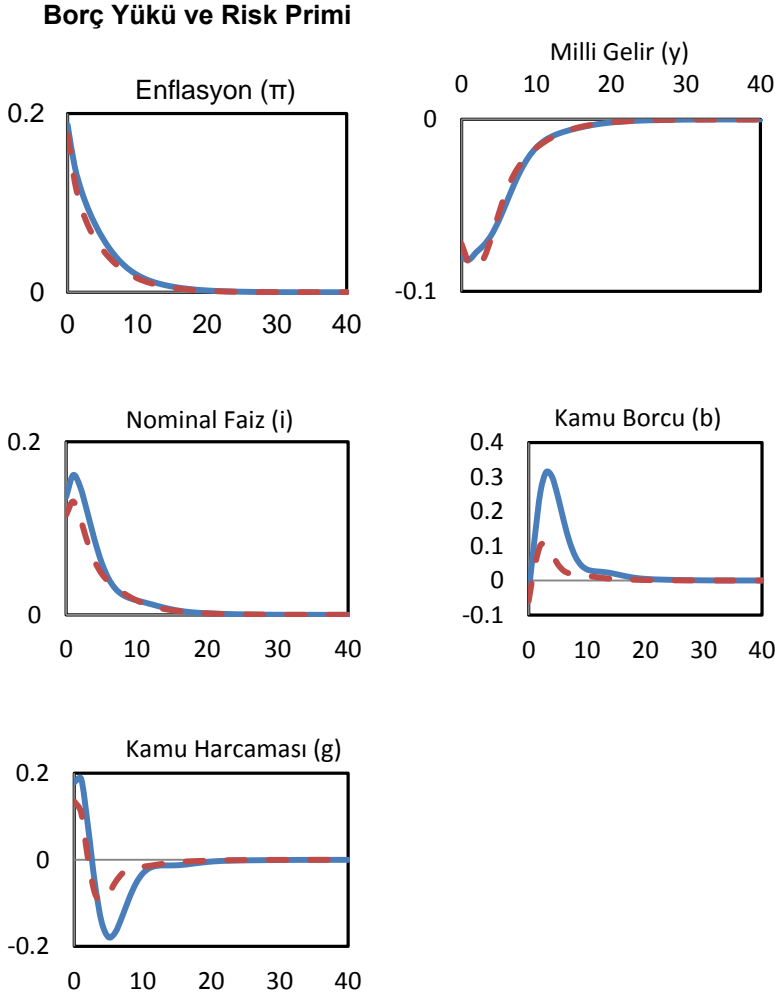 Borç Yükü ve Risk Primi
Enflasyon (π)
0.2
0
0 10 20 30 40
Milli Gelir (y)
0 10 20 30 40
0
-0.1
Nominal Faiz (i)
0.2
0
0 10 20 30 40
Kamu Borcu (b)
0.4
0.3
0.2
0.1
0
-0.1
0 10 20 30 40
Kamu Harcaması (g)
0.2
0
-0.2
0 10 20 30 40